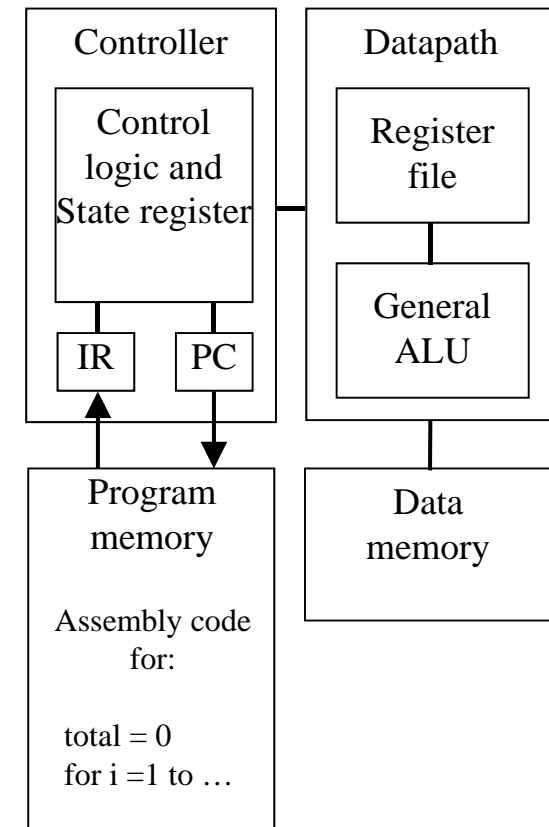 Controller
Control
logic and
State register
IR
PC
Datapath
Register
file
General
ALU
Program
memory
Assembly code
for:
total = 0
for i =1 to …
Data
memory